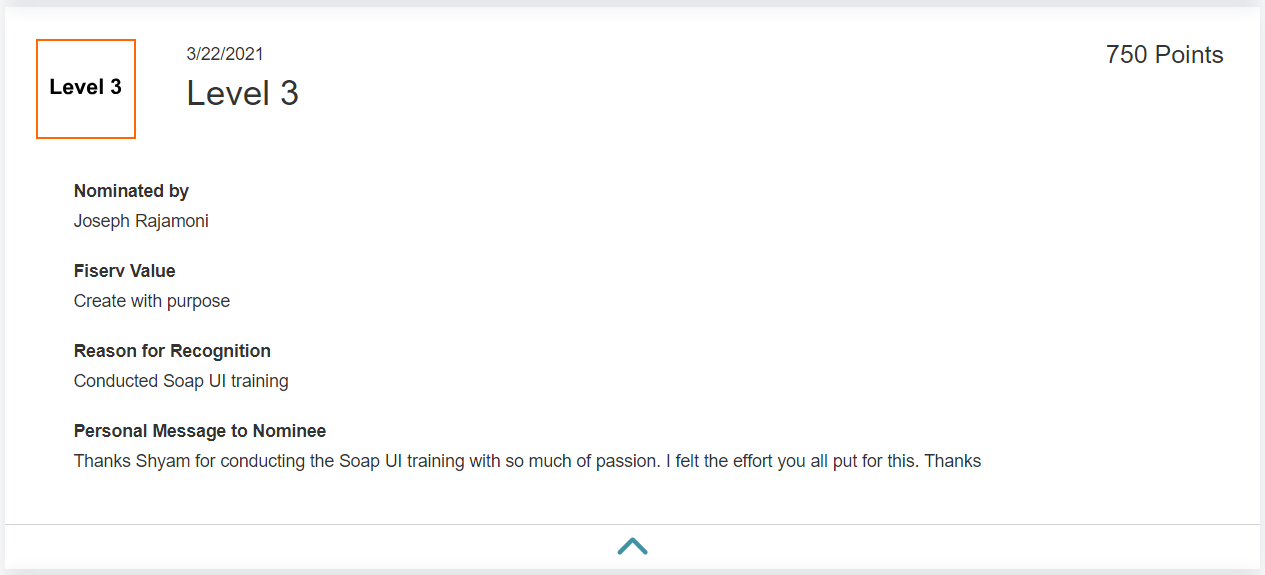 Level 3
3/22/2021
Level 3
750 Points
Nominated by
Joseph Rajamoni
Fiserv Value
Create with purpose
Reason for Recognition
Conducted Soap UI training
Personal Message to Nominee
Thanks Shyam for conducting the Soap UI training with so much of passion. I felt the effort you all put for this. Thanks